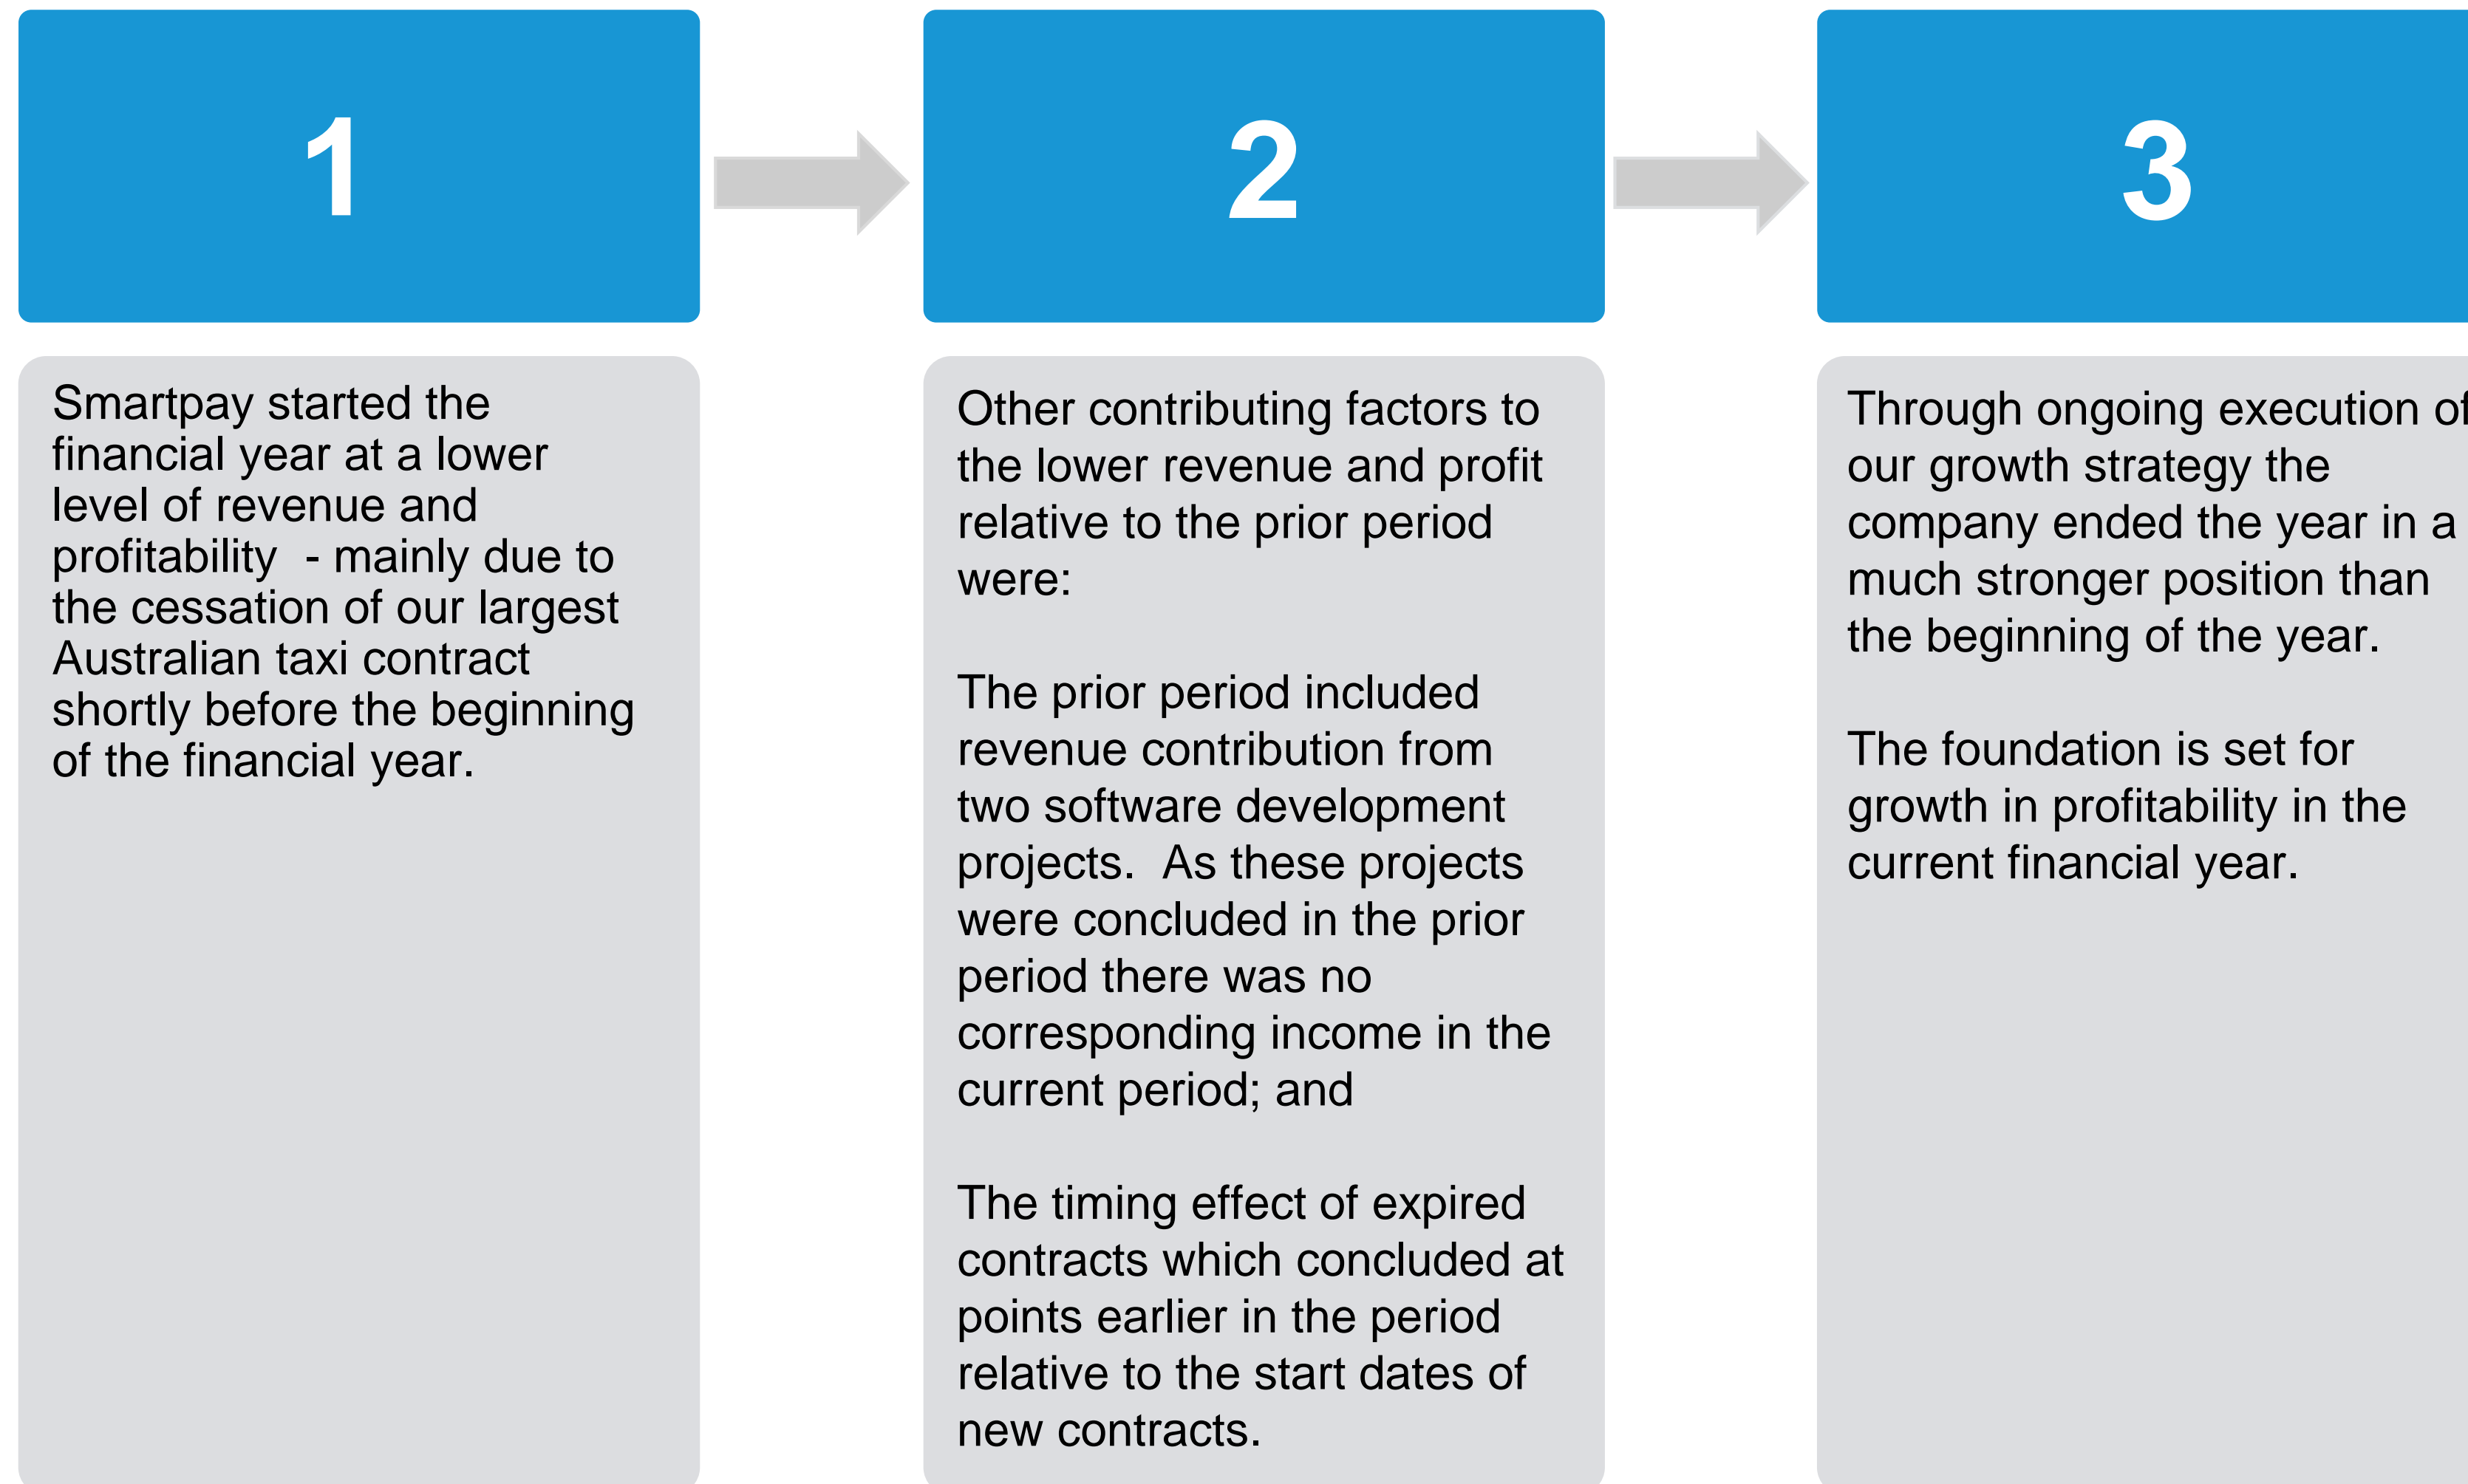 1
Smartpay started the
financial year at a lower
level of revenue and
profitability  - mainly due to
the cessation of our largest
Australian taxi contract
shortly before the beginning
of the financial year.
2
Other contributing factors to
the lower revenue and profit
relative to the prior period
were:
The prior period included
revenue contribution from
two software development
projects.  As these projects
were concluded in the prior
period there was no
corresponding income in the
current period; and
The timing effect of expired
contracts which concluded at
points earlier in the period
relative to the start dates of
new contracts.
3
Through ongoing execution of
our growth strategy the
company ended the year in a
much stronger position than
the beginning of the year.
The foundation is set for
growth in profitability in the
current financial year.